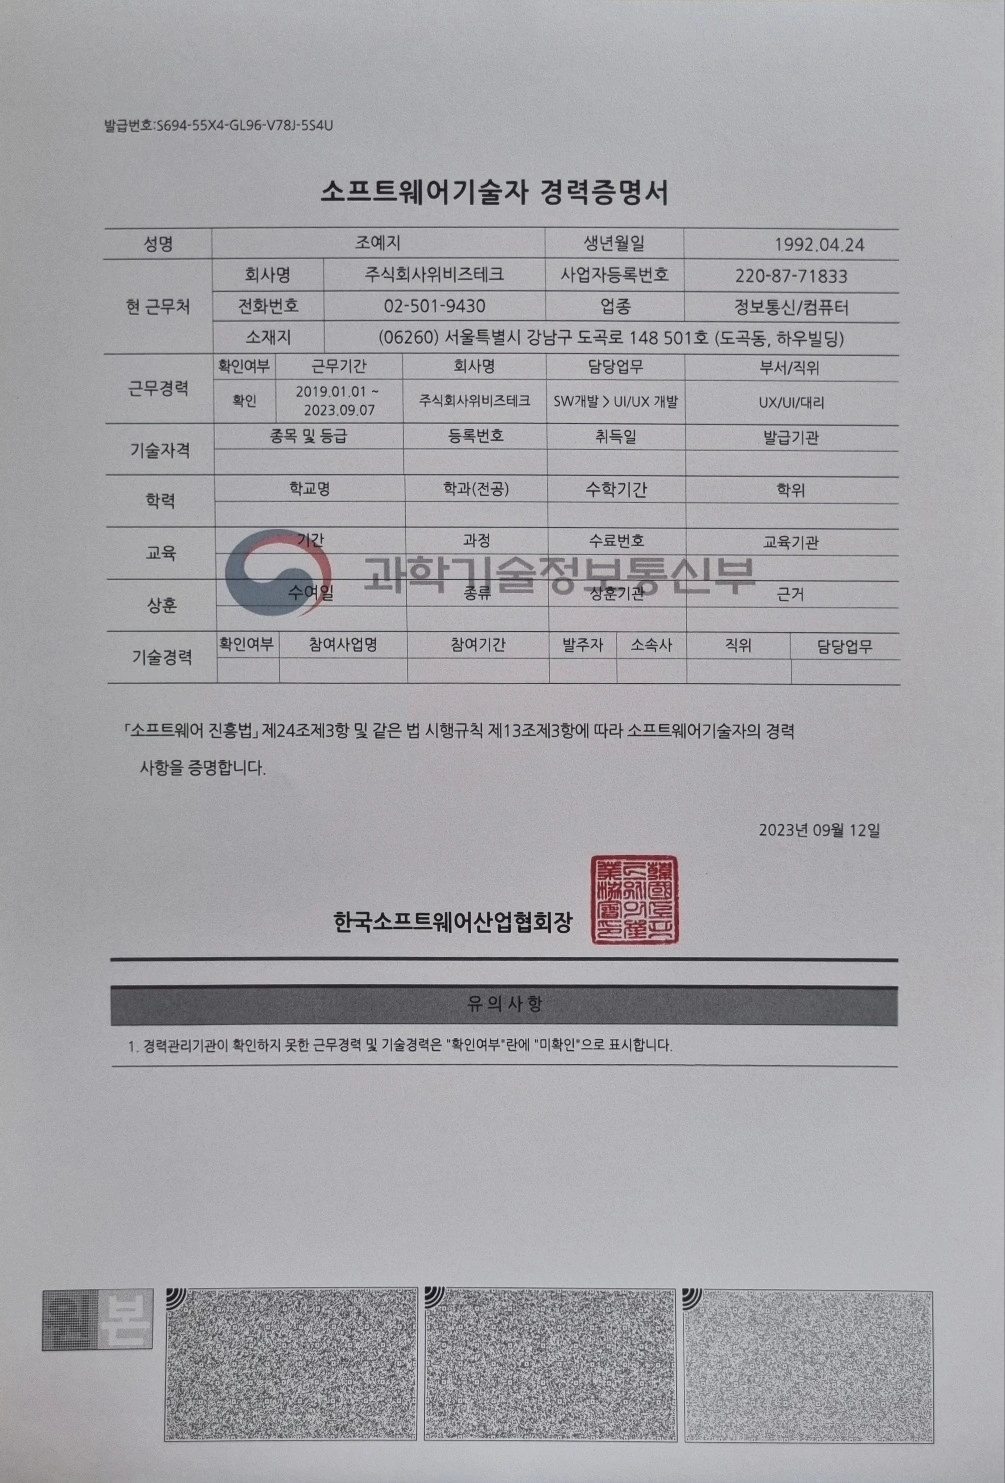 발급번호:S694-55X4-GL96-V78J-5S4U
소프트웨어기술자 경력증명서
성명 조예지 생년월일 1992.04.24
현 근무처 회사명 주식회사위비즈테크 사업자등록번호 220-87-71833
전화번호 02-501-9430 업종 정보통신/컴퓨터
소재지 (06260) 서울특별시 강남구 도곡로 148 501호 (도곡동, 하우빌딩)
근무경력 확인여부 근무기간 회사명 담당업무 부서/직위
확인 2019.01.01 ~ 2023.09.07 주식회사위비즈테크 SW개발 > UI/UX 개발 UX/UI/대리
기술자격 종목 및 등급 등록번호 취득일 발급기관
학력 학교명 학과(전공) 수학기간 학위
교육 기간 과정 수료번호 교육기관
과학기술정보통신부
상훈 수여일 종류 상훈기관 근거
기술경력 확인여부 참여사업명 참여기간 발주자 소속사 직위 담당업무
「소프트웨어 진흥법」 제24조제3항 및 같은 법 시행규칙 제13조제3항에 따라 소프트웨어기술자의 경력
사항을 증명합니다.
2023년 09월 12일
한국소프트웨어산업협회장
유의사항
1. 경력관리기관이 확인하지 못한 근무경력 및 기술경력은 "확인여부"란에 "미확인"으로 표시합니다.
원본